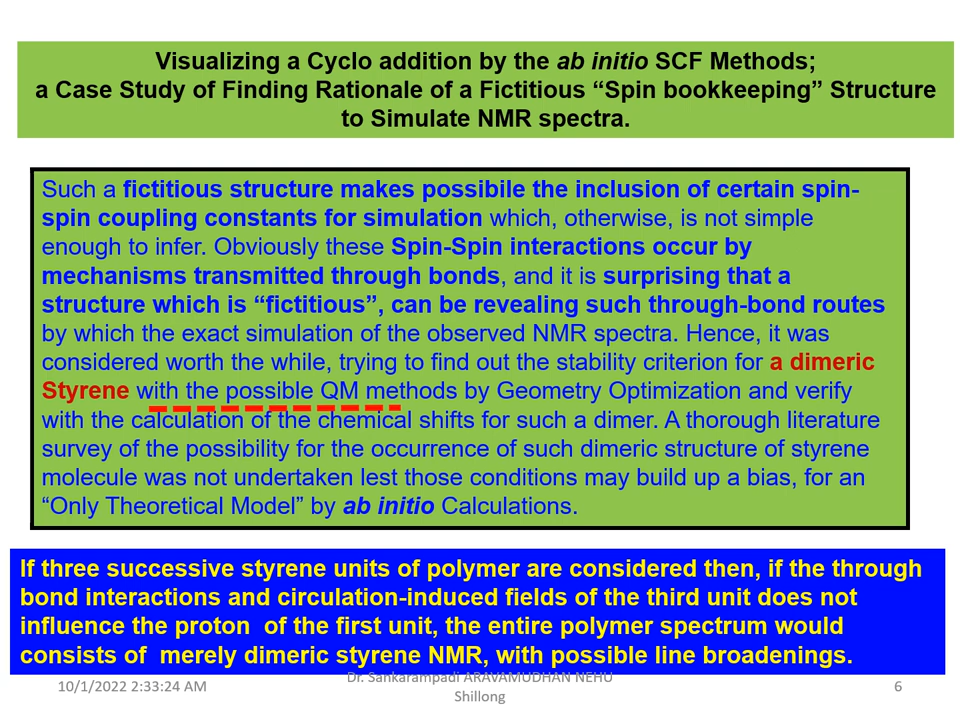 Visualizing a Cyclo addition by the ab initio SCF Methods;
a Case Study of Finding Rationale of a Fictitious “Spin bookkeeping” Structure
to Simulate NMR spectra.
Such a fictitious structure makes possibile the inclusion of certain spin-
spin coupling constants for simulation which, otherwise, is not simple
enough to infer. Obviously these Spin-Spin interactions occur by
mechanisms transmitted through bonds, and it is surprising that a
structure which is “fictitious”, can be revealing such through-bond routes
by which the exact simulation of the observed NMR spectra. Hence, it was
considered worth the while, trying to find out the stability criterion for a dimeric
Styrene with the possible QM methods by Geometry Optimization and verify
with the calculation of the chemical shifts for such a dimer. A thorough literature
survey of the possibility for the occurrence of such dimeric structure of styrene
molecule was not undertaken lest those conditions may build up a bias, for an
“Only Theoretical Model” by ab initio Calculations.
If three successive styrene units of polymer are considered then, if the through
bond interactions and circulation-induced fields of the third unit does not
influence the proton of the first unit, the entire polymer spectrum would
consists of merely dimeric styrene NMR, with possible line broadenings.
10/1/2022 2:33:24 AM
Dr. Sankarampadi ARAVAMUDHAN NEHU
Shillong
6